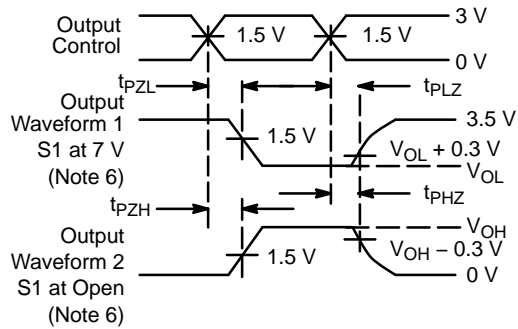 Output
Control
3 V
1.5 V
1.5 V
0 V
tPZL
tPLZ
Output
Waveform 1
S1 at 7 V
(Note 6)
3.5 V
1.5 V
VOL + 0.3 V
VOL
tPZH
tPHZ
Output
Waveform 2
S1 at Open
(Note 6)
VOH
VOH – 0.3 V
1.5 V
0 V